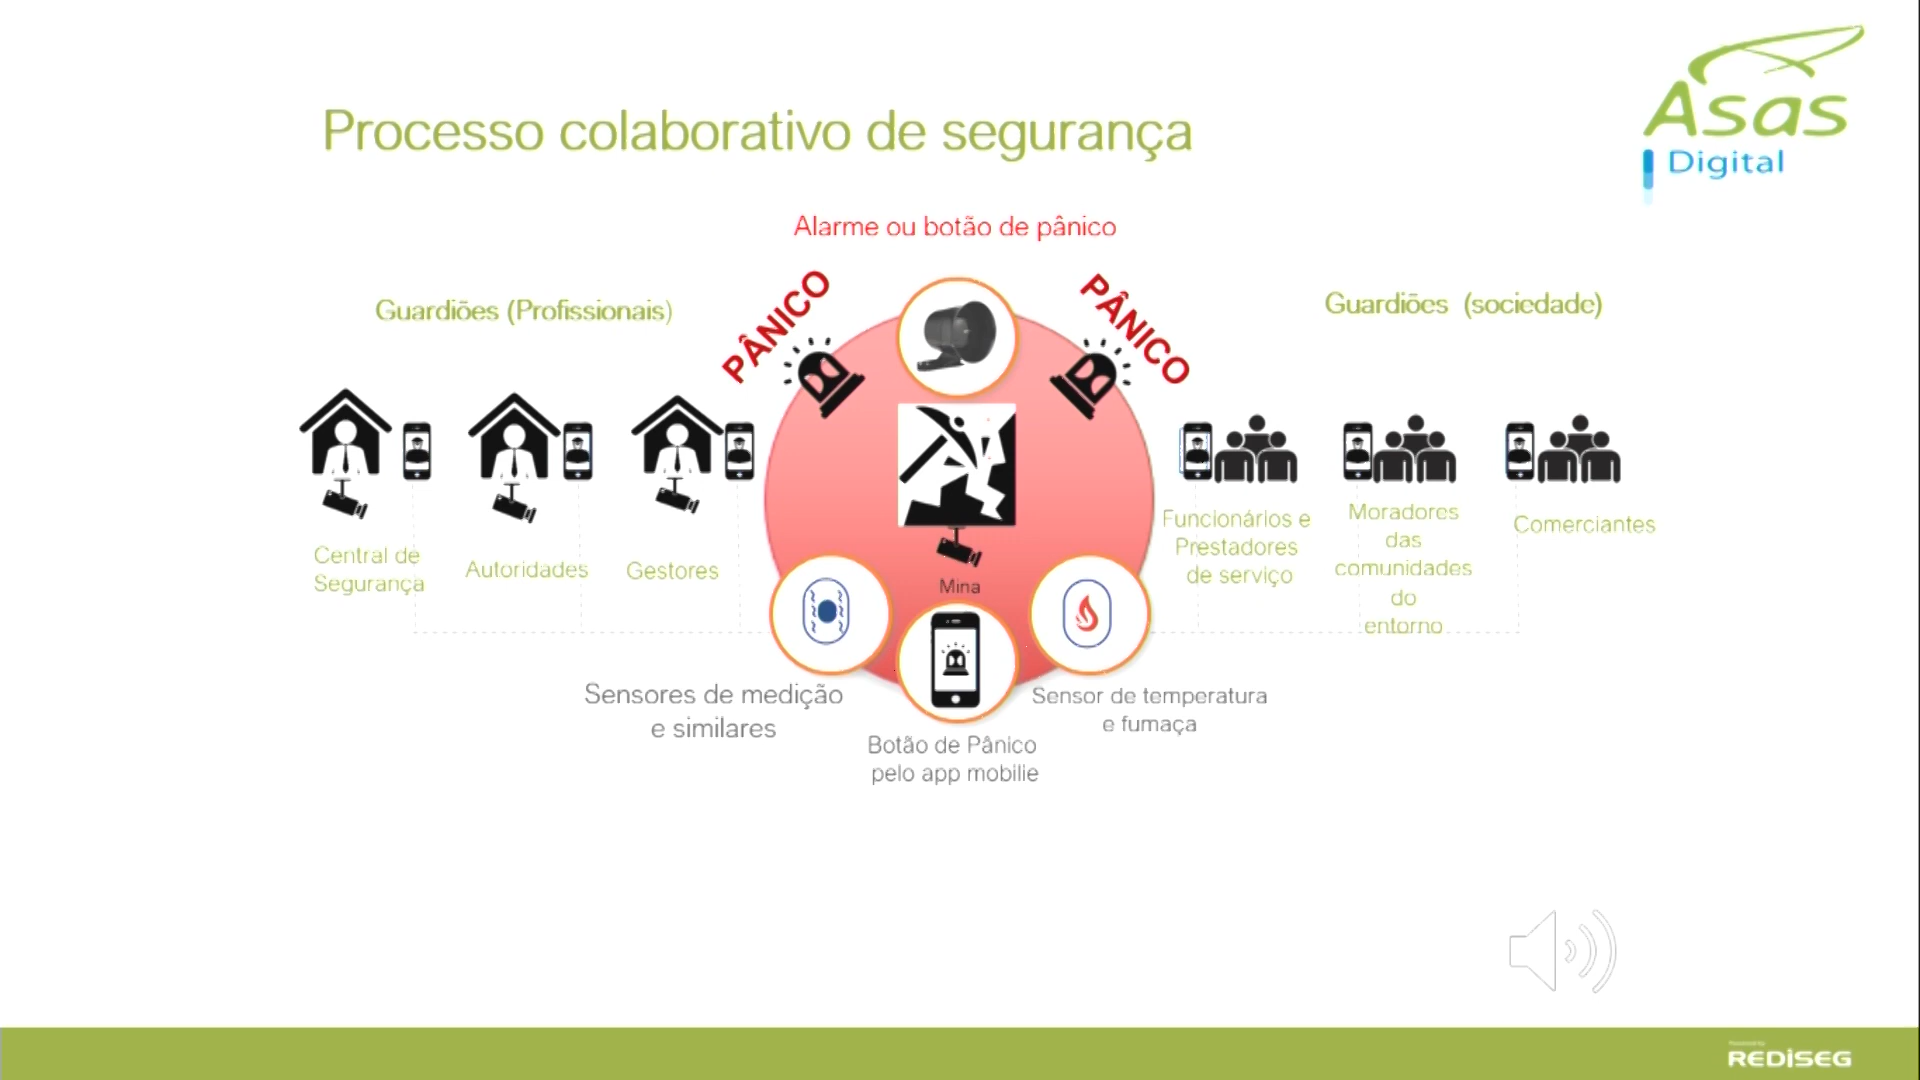 Asas
Digital
Processo colaborativo de segurança
Alarme ou botão de pânico
PÂNICO
PÂNICO
Guardiões (Profissionais)
Guardiões (sociedade)
Central de
Segurança
Autoridades
Gestores
Mina
Funcionários e
Prestadores
de serviço
Moradores
das
comunidades
do
entorno
Comerciantes
Sensores de medição
e similares
Botão de Pânico
pelo app mobilie
Sensor de temperatura
e fumaça
Powered by
REDISEG